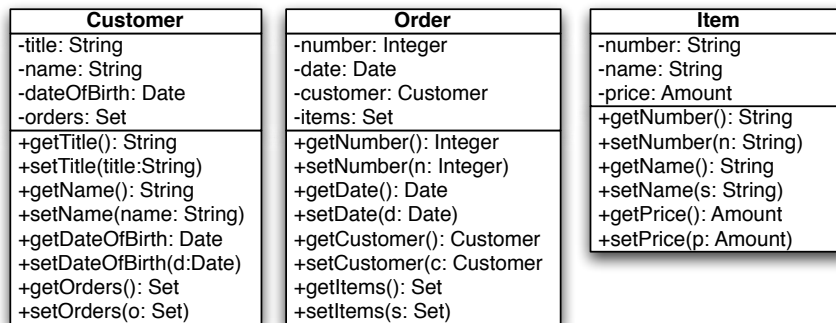 Customer
-title: String
-name: String
-dateOfBirth: Date
-orders: Set
+getTitle(): String
+setTitle(title:String)
+getName(): String
+setName(name: String)
+getDateOfBirth: Date
+setDateOfBirth(d:Date)
+getOrders(): Set
+setOrders(o: Set)
Order
-number: Integer
-date: Date
-customer: Customer
-items: Set
+getNumber(): Integer
+setNumber(n: Integer)
+getDate(): Date
+setDate(d: Date)
+getCustomer(): Customer
+setCustomer(c: Customer
+getItems(): Set
+setItems(s: Set)
Item
-number: String
-name: String
-price: Amount
+getNumber(): String
+setNumber(n: String)
+getName(): String
+setName(s: String)
+getPrice(): Amount
+setPrice(p: Amount)